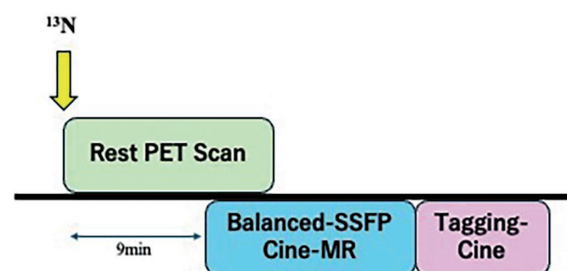 ¹³N
Rest PET Scan
Balanced-SSFP
Cine-MR
Tagging-
Cine
9min